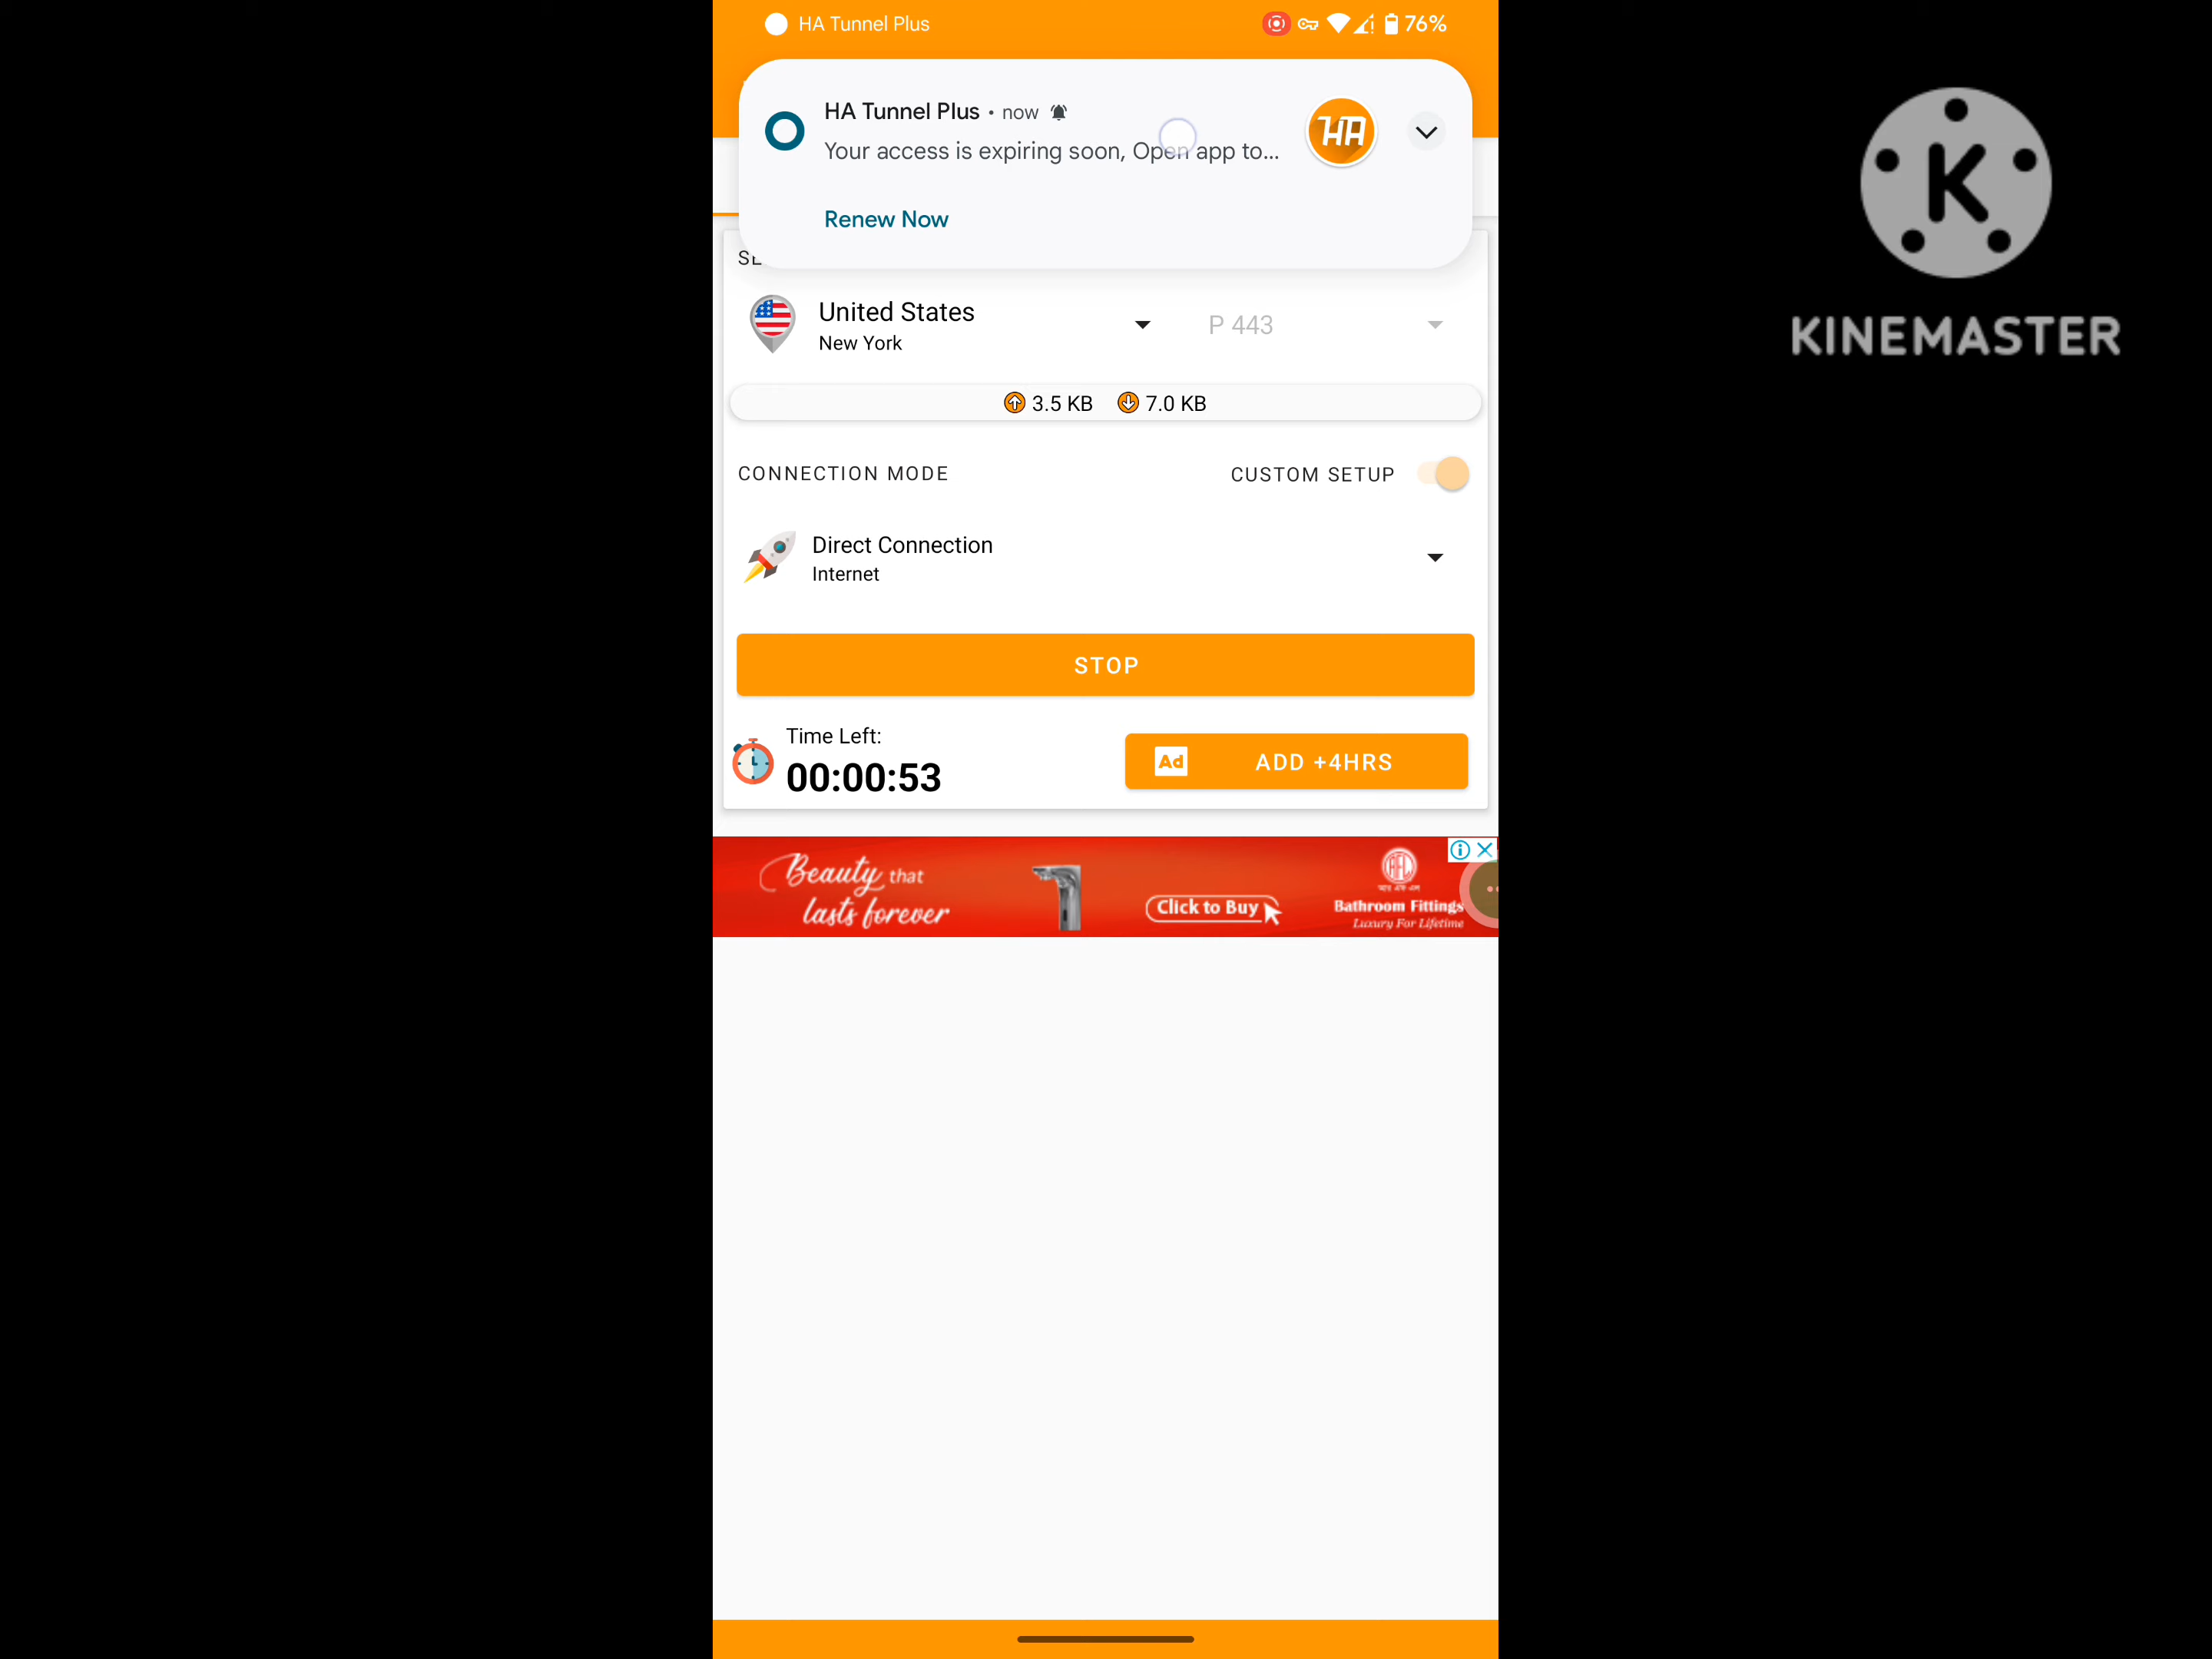 HA Tunnel Plus
76%
HA Tunnel Plus • now
Your access is expiring soon, Open app to...
HA
Renew Now
United States
New York
P 443
3.5 KB 7.0 KB
CONNECTION MODE
CUSTOM SETUP
Direct Connection
Internet
STOP
Time Left:
00:00:53
Ad ADD +4HRS
Beauty that
lasts forever
Click to Buy
RFL
Bathroom Fittings
Luxury For Lifetime
K
KINEMASTER